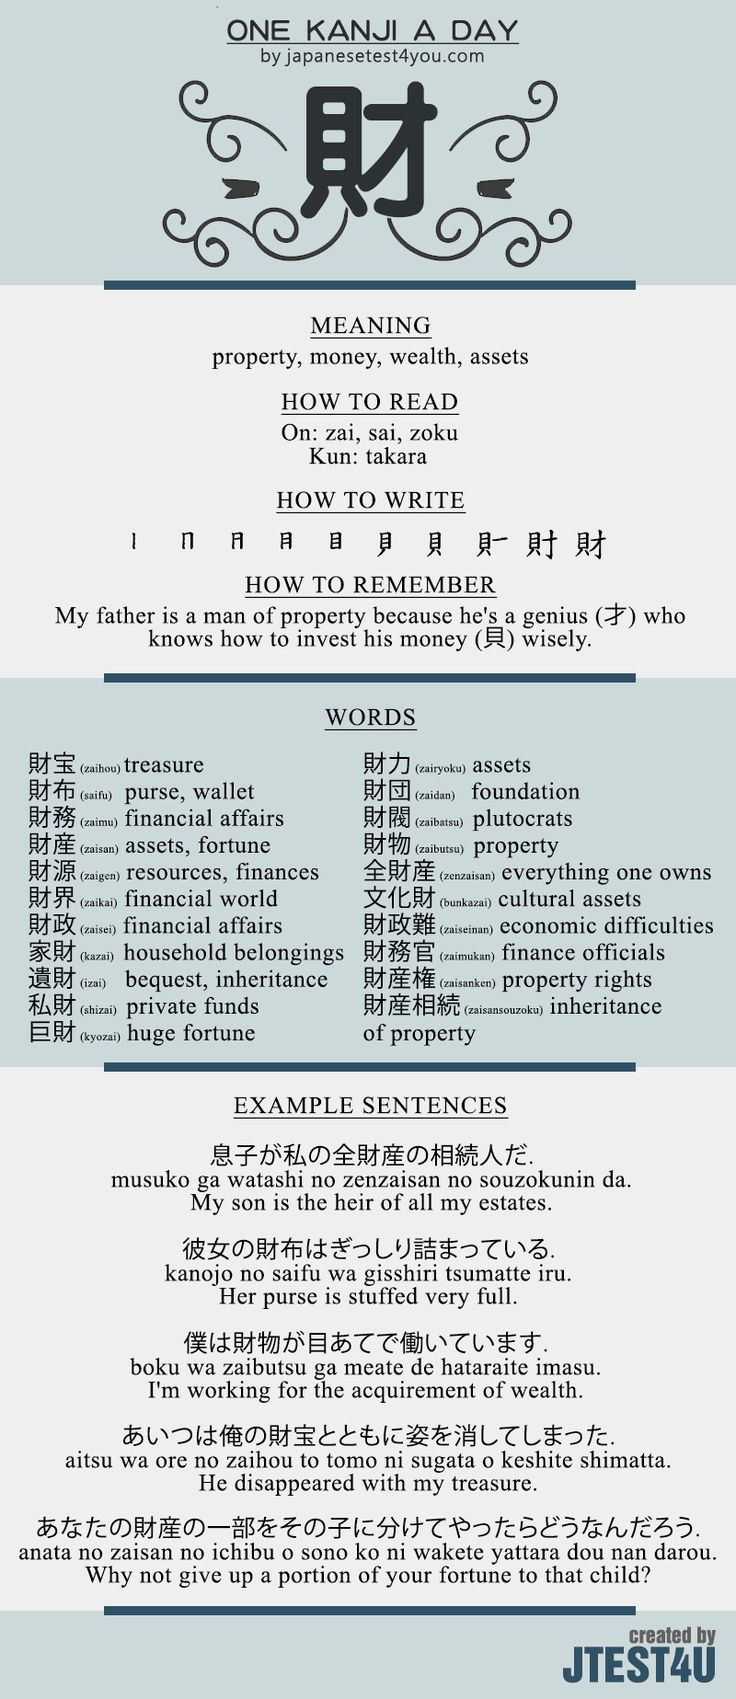 ONE KANJI A DAY
by japanesetest4you.com
財
MEANING
property, money, wealth, assets
HOW TO READ
On: zai, sai, zoku
Kun: takara
HOW TO WRITE
丨 冂 月 月 目 貝 貝 貝一 財 財
HOW TO REMEMBER
My father is a man of property because he's a genius (才) who
knows how to invest his money (貝) wisely.
WORDS
財宝 (zaihou) treasure
財布 (saifu) purse, wallet
財務 (zaimu) financial affairs
財産 (zaisan) assets, fortune
財源 (zaigen) resources, finances
財界 (zaikai) financial world
財政 (zaisei) financial affairs
家財 (kazai) household belongings
遺財 (izai) bequest, inheritance
私財 (shizai) private funds
巨財 (kyozai) huge fortune
財力 (zairyoku) assets
財団 (zaidan) foundation
財閥 (zaibatsu) plutocrats
財物 (zaibutsu) property
全財産 (zenzaisan) everything one owns
文化財 (bunkazai) cultural assets
財政難 (zaiseinan) economic difficulties
財務官 (zaimukan) finance officials
財産権 (zaisanken) property rights
財産相続 (zaisansouzoku) inheritance
of property
EXAMPLE SENTENCES
息子が私の全財産の相続人だ.
musuko ga watashi no zenzaisan no souzokunin da.
My son is the heir of all my estates.
彼女の財布はぎっしり詰まっている.
kanojo no saifu wa gisshiri tsumatte iru.
Her purse is stuffed very full.
僕は財物が目あてで働いています.
boku wa zaibutsu ga meate de hataraite imasu.
I'm working for the acquirement of wealth.
あいつは俺の財宝とともに姿を消してしまった.
aitsu wa ore no zaihou to tomo ni sugata o keshite shimatta.
He disappeared with my treasure.
あなたの財産の一部をその子に分けてやったらどうなんだろう.
anata no zaisan no ichibu o sono ko ni wakete yattara dou nan darou.
Why not give up a portion of your fortune to that child?
created by
JTEST4U